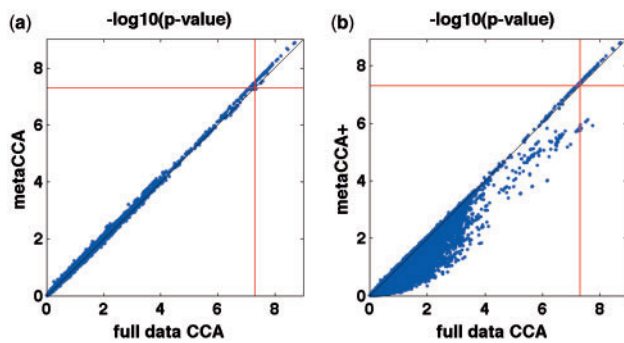 (a) -log10(p-value)
metaCCA
8
6
4
2
0
0 2 4 6 8
full data CCA
(b) -log10(p-value)
metaCCA+
8
6
4
2
0
0 2 4 6 8
full data CCA